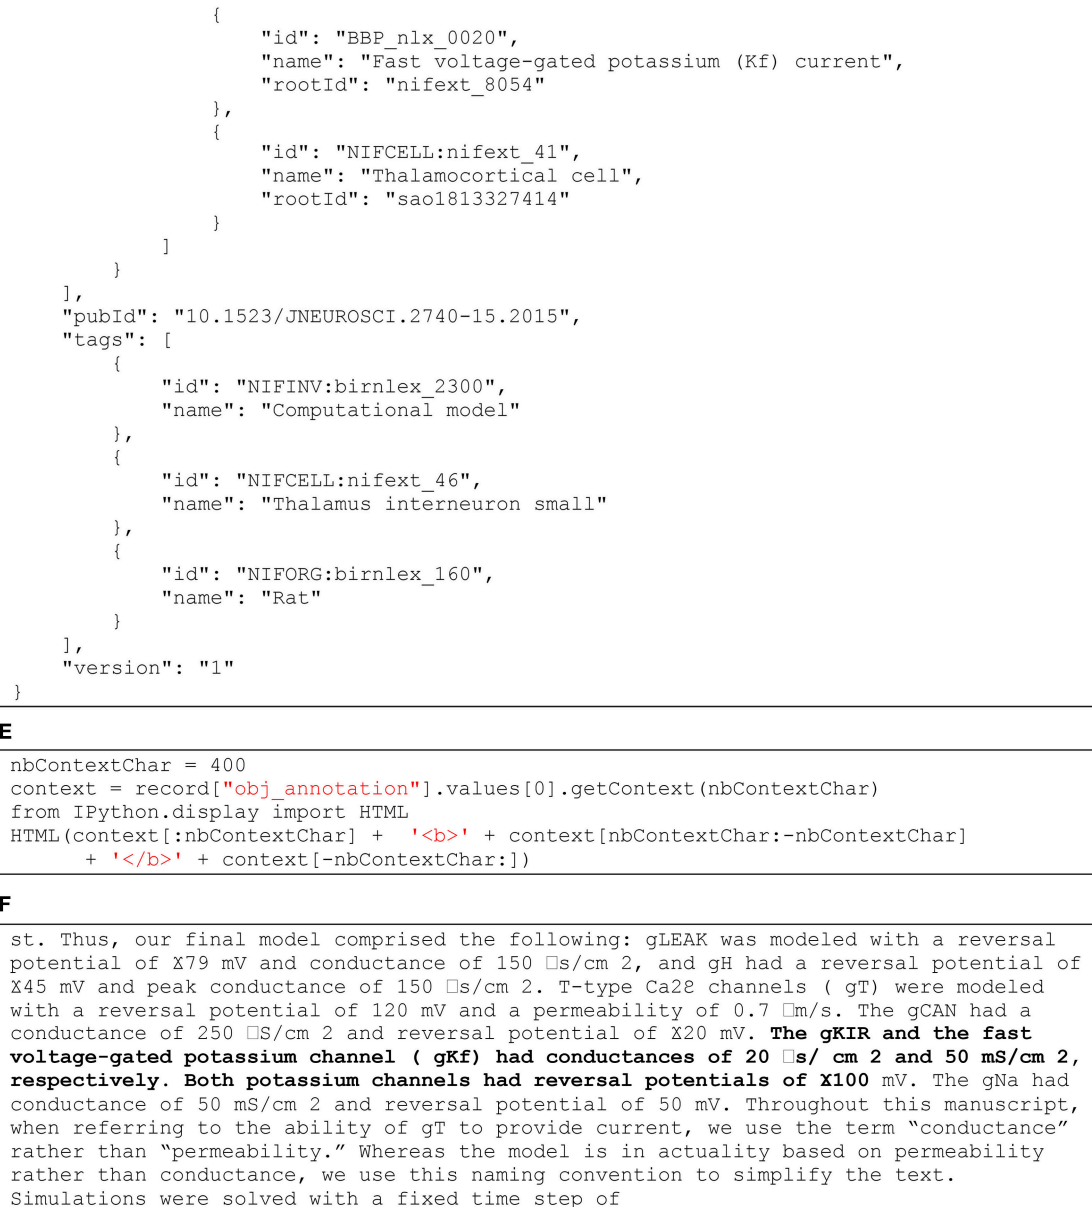 {
"id": "BBP_nlx_0020",
"name": "Fast voltage-gated potassium (Kf) current",
"rootId": "nifext_8054"
},
{
"id": "NIFCELL:nifext_41",
"name": "Thalamocortical cell",
"rootId": "sao1813327414"
}
]
}
],
"pubId": "10.1523/JNEUROSCI.2740-15.2015",
"tags": [
{
"id": "NIFINV:birnlex_2300",
"name": "Computational model"
},
{
"id": "NIFCELL:nifext_46",
"name": "Thalamus interneuron small"
},
{
"id": "NIFORG:birnlex_160",
"name": "Rat"
}
],
"version": "1"
}
E
nbContextChar = 400
context = record["obj_annotation"].values[0].getContext(nbContextChar)
from IPython.display import HTML
HTML(context[:nbContextChar] + '<b>' + context[nbContextChar:-nbContextChar]
+ '</b>' + context[-nbContextChar:])
F
st. Thus, our final model comprised the following: gLEAK was modeled with a reversal
potential of X79 mV and conductance of 150 □s/cm 2, and gH had a reversal potential of
X45 mV and peak conductance of 150 □s/cm 2. T-type Ca2ϩ channels ( gT) were modeled
with a reversal potential of 120 mV and a permeability of 0.7 □m/s. The gCAN had a
conductance of 250 □S/cm 2 and reversal potential of X20 mV. The gKIR and the fast
voltage-gated potassium channel ( gKf) had conductances of 20 □s/ cm 2 and 50 mS/cm 2,
respectively. Both potassium channels had reversal potentials of X100 mV. The gNa had
conductance of 50 mS/cm 2 and reversal potential of 50 mV. Throughout this manuscript,
when referring to the ability of gT to provide current, we use the term “conductance”
rather than “permeability.” Whereas the model is in actuality based on permeability
rather than conductance, we use this naming convention to simplify the text.
Simulations were solved with a fixed time step of